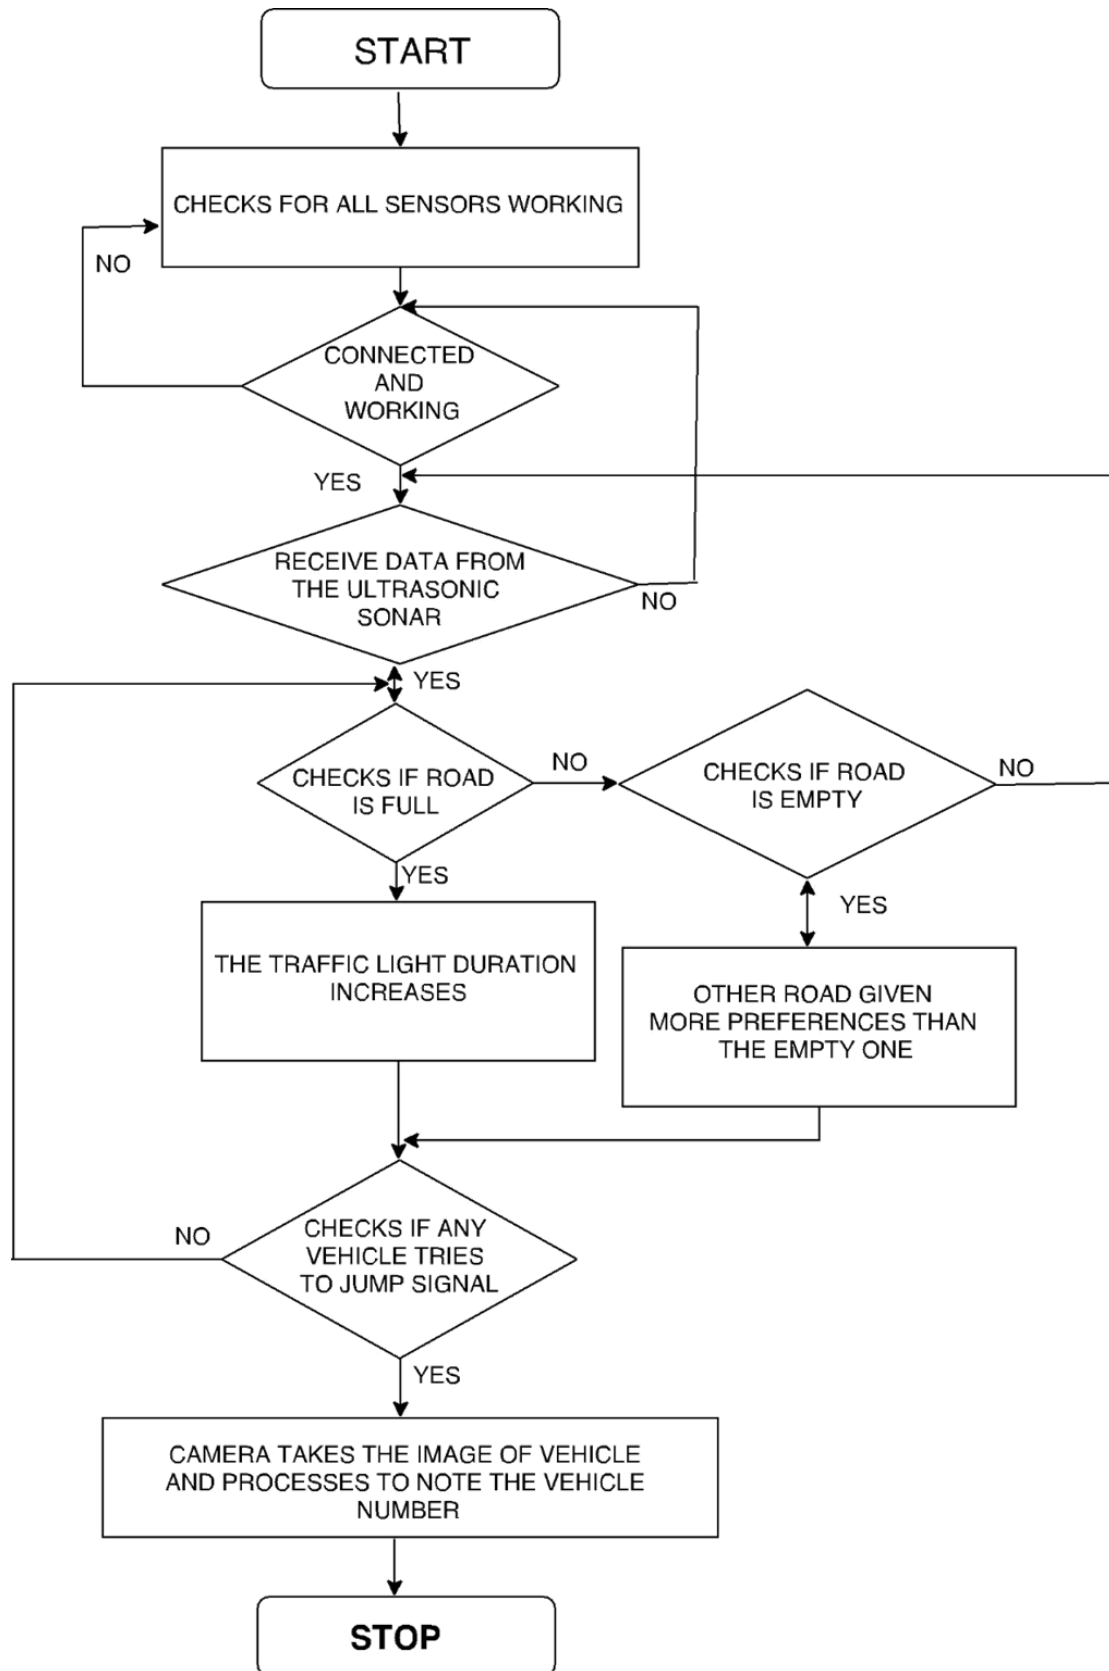 START
CHECKS FOR ALL SENSORS WORKING
NO
CONNECTED
AND
WORKING
YES
RECEIVE DATA FROM
THE ULTRASONIC
SONAR
NO
YES
CHECKS IF ROAD
IS FULL
NO
CHECKS IF ROAD
IS EMPTY
NO
YES
YES
THE TRAFFIC LIGHT DURATION
INCREASES
OTHER ROAD GIVEN
MORE PREFERENCES THAN
THE EMPTY ONE
NO
CHECKS IF ANY
VEHICLE TRIES
TO JUMP SIGNAL
YES
CAMERA TAKES THE IMAGE OF VEHICLE
AND PROCESSES TO NOTE THE VEHICLE
NUMBER
STOP